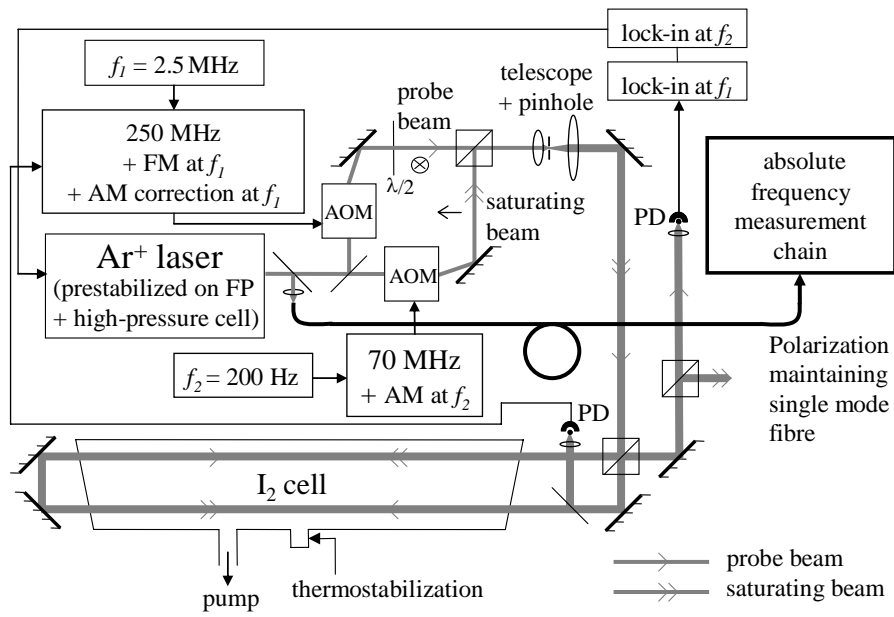 lock-in at f2
f1 = 2.5 MHz
lock-in at f1
telescope
+ pinhole
probe
beam
250 MHz
+ FM at f1
+ AM correction at f1
λ/2
absolute
frequency
measurement
chain
AOM
saturating
beam
PD
Ar+ laser
(prestabilized on FP
+ high-pressure cell)
AOM
70 MHz
+ AM at f2
f2 = 200 Hz
Polarization
maintaining
single mode
fibre
PD
I2 cell
probe beam
saturating beam
thermostabilization
pump